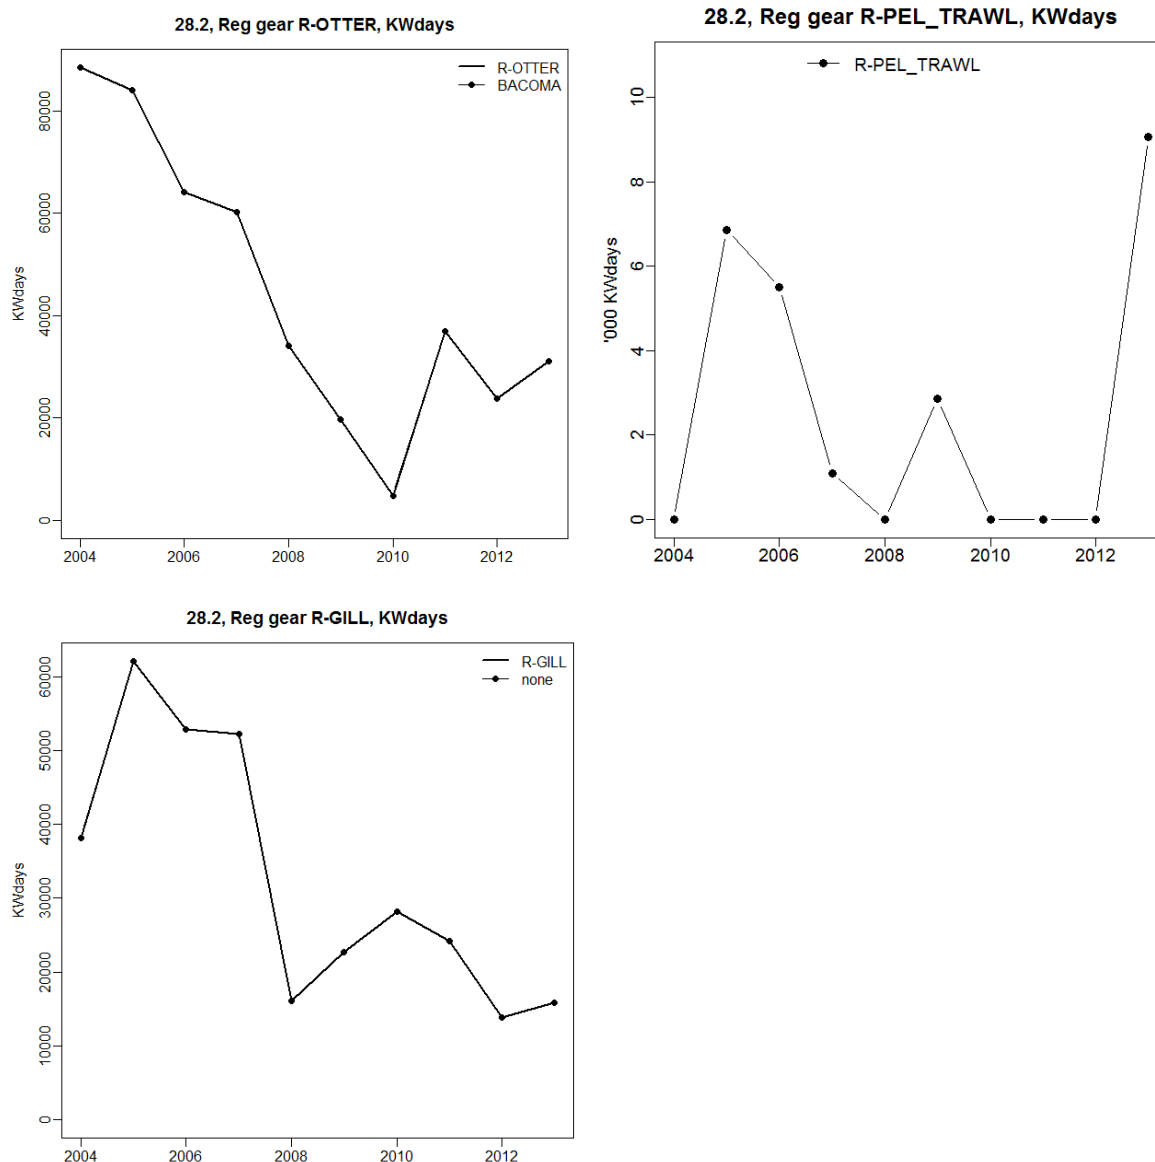 28.2, Reg gear R-OTTER, KWdays
R-OTTER
BACOMA
KWdays
80000
60000
40000
20000
0
2004 2006 2008 2010 2012
28.2, Reg gear R-PEL_TRAWL, KWdays
R-PEL_TRAWL
'000 KWdays
10
8
6
4
2
0
2004 2006 2008 2010 2012
28.2, Reg gear R-GILL, KWdays
R-GILL
none
KWdays
60000
50000
40000
30000
20000
10000
0
2004 2006 2008 2010 2012